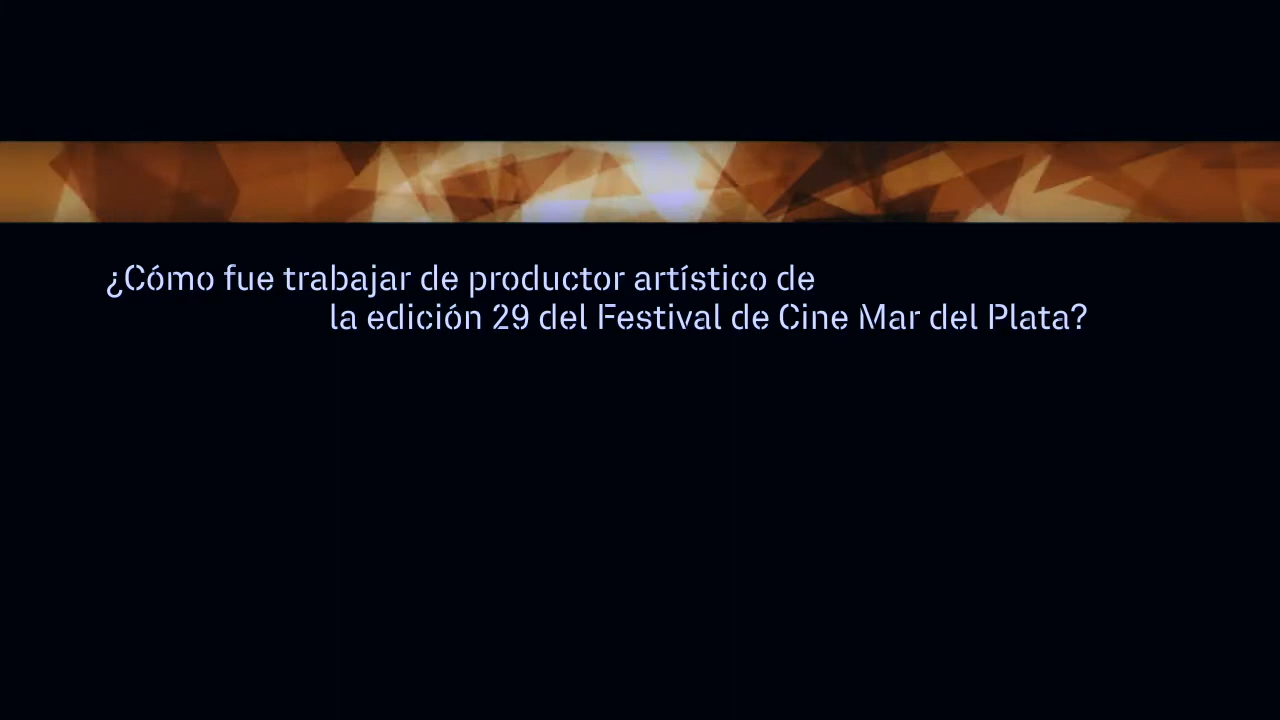 ¿Cómo fue trabajar de productor artístico de
la edición 29 del Festival de Cine Mar del Plata?